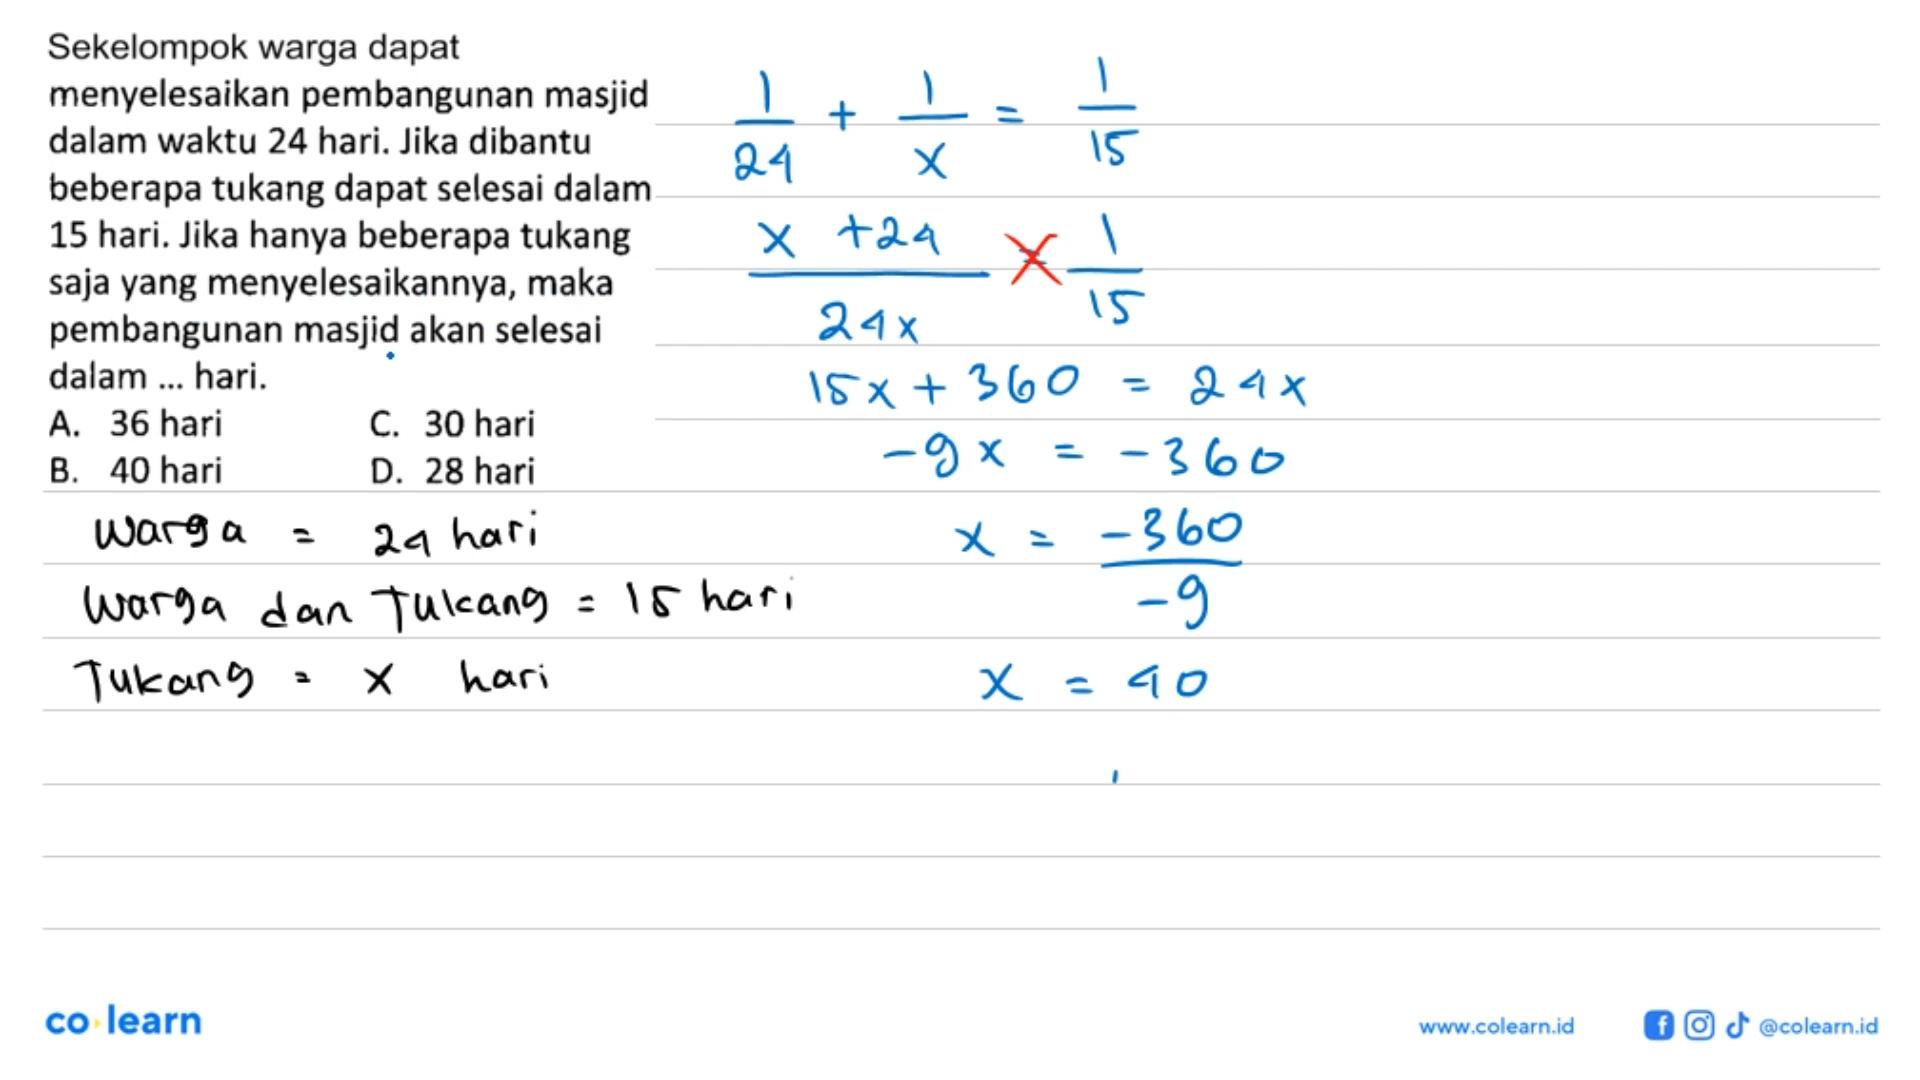 Sekelompok warga dapat
menyelesaikan pembangunan masjid
dalam waktu 24 hari. Jika dibantu
beberapa tukang dapat selesai dalam
15 hari. Jika hanya beberapa tukang
saja yang menyelesaikannya, maka
pembangunan masjid akan selesai
dalam ... hari.
A. 36 hari C. 30 hari
B. 40 hari D. 28 hari
Warga = 24 hari
Warga dan Tukang = 15 hari
Tukang = x hari
1/24 + 1/x = 1/15
x + 24/24x = 1/15
15x + 360 = 24x
-9x = -360
x = -360/-9
x = 40
co learn
www.colearn.id @colearn.id